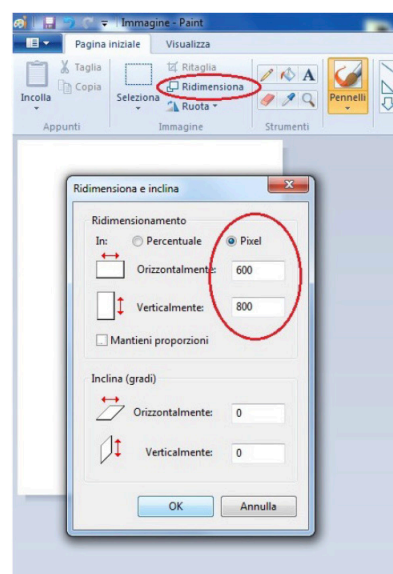 Immagine - Paint
Pagina iniziale Visualizza
Incolla
Taglia
Copia
Appunti
Seleziona
Ritaglia
Ridimensiona
Ruota
Immagine
A
Strumenti
Pennelli
Ridimensiona e inclina
Ridimensionamento
In: Percentuale Pixel
Orizzontalmente: 600
Verticalmente: 800
Mantieni proporzioni
Inclina (gradi)
Orizzontalmente: 0
Verticalmente: 0
OK Annulla